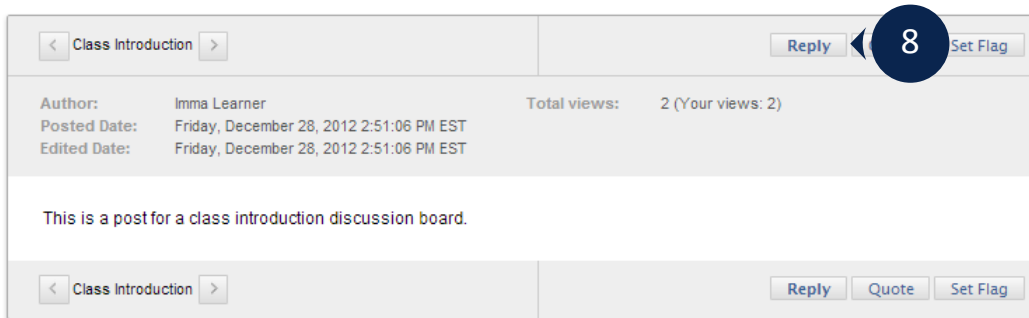 < Class Introduction > Reply 8 Set Flag
Author: Imma Learner Total views: 2 (Your views: 2)
Posted Date: Friday, December 28, 2012 2:51:06 PM EST
Edited Date: Friday, December 28, 2012 2:51:06 PM EST
This is a post for a class introduction discussion board.
< Class Introduction > Reply Quote Set Flag